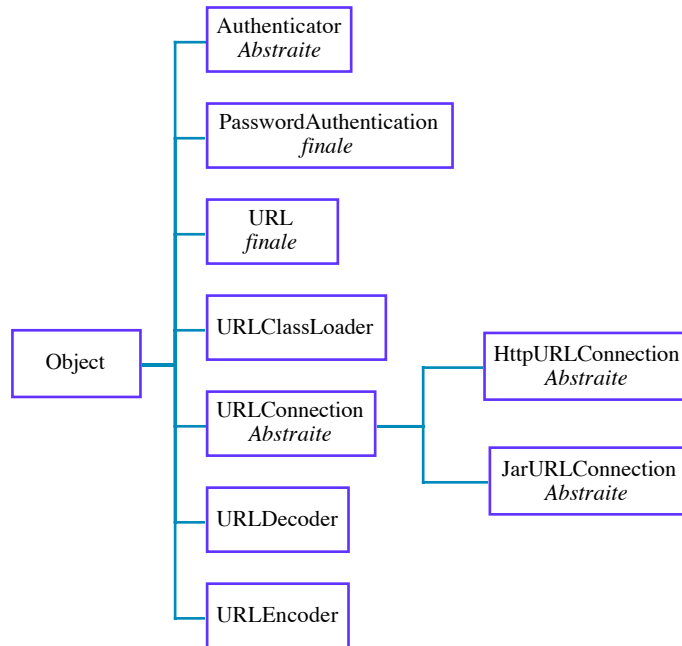 Authenticator
Abstraite
PasswordAuthentication
finale
URL
finale
URLClassLoader
Object
HttpURLConnection
Abstraite
URLConnection
Abstraite
JarURLConnection
Abstraite
URLDecoder
URLEncoder